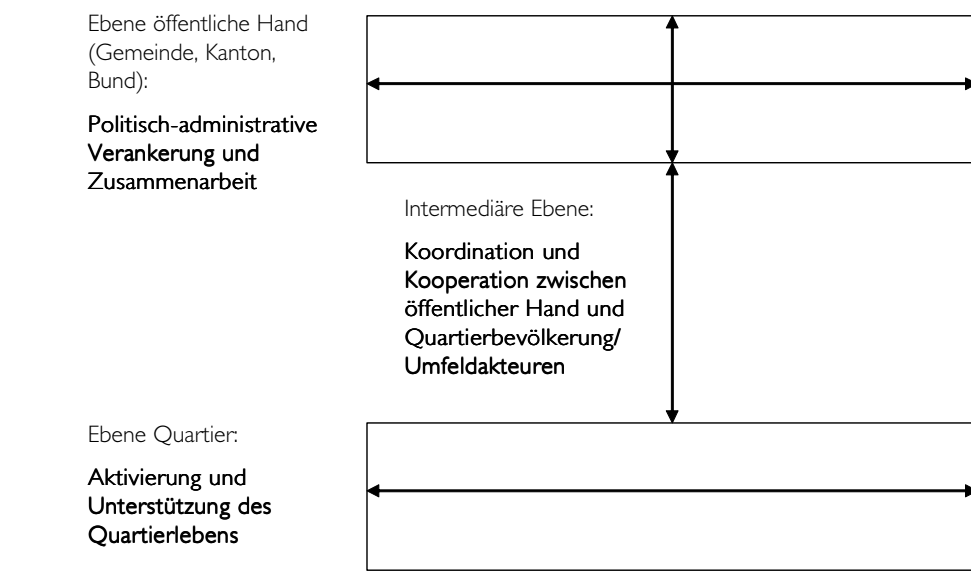 Ebene öffentliche Hand
(Gemeinde, Kanton,
Bund):
Politisch-administrative
Verankerung und
Zusammenarbeit
Intermediäre Ebene:
Koordination und
Kooperation zwischen
öffentlicher Hand und
Quartierbevölkerung/
Umfeldakteuren
Ebene Quartier:
Aktivierung und
Unterstützung des
Quartierlebens